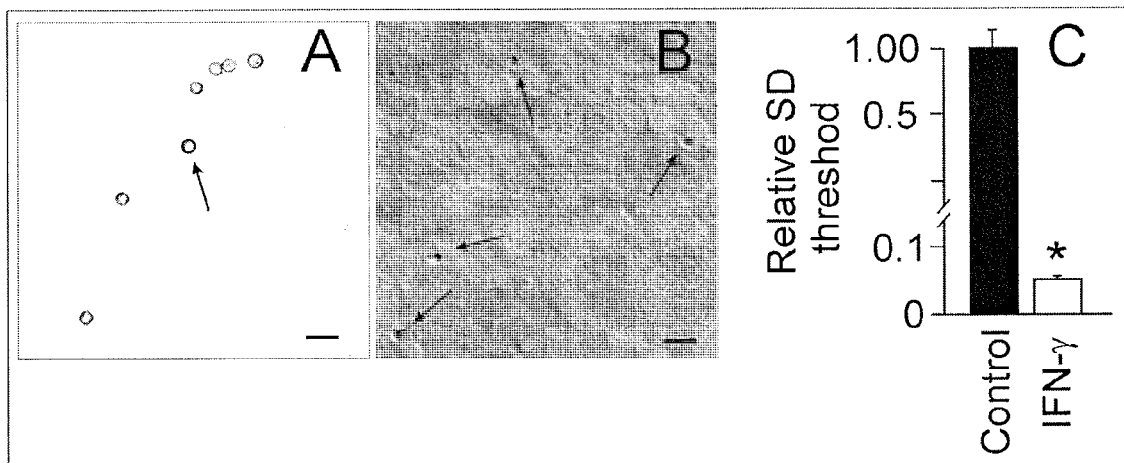 A
B
C
Relative SD
threshod
1.00
0.5
0.1
0
*
Control
IFN-γ